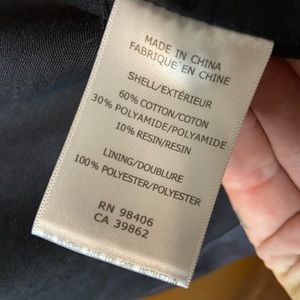 MADE IN CHINA
FABRIQUE EN CHINE
SHELL/EXTÉRIEUR
60% COTTON/COTON
30% POLYAMIDE/POLYAMIDE
10% RESIN/RESIN
LINING/DOUBLURE
100% POLYESTER/POLYESTER
RN 98406
CA 39862